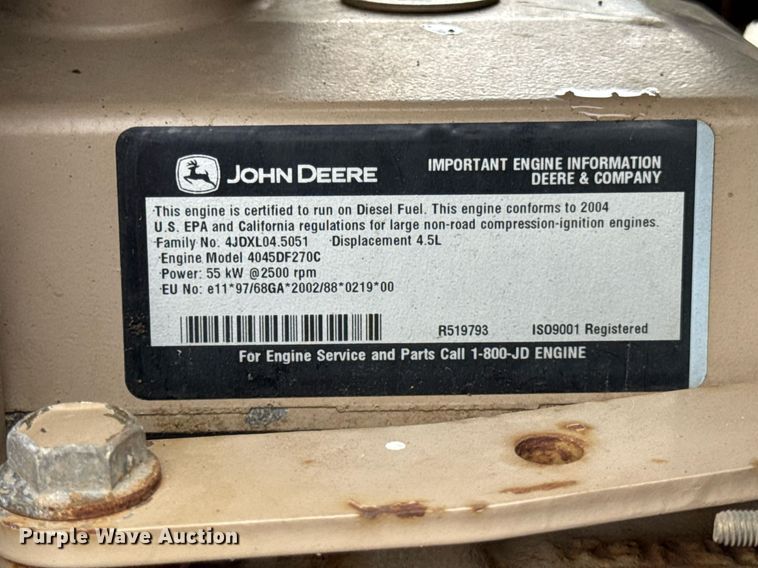 JOHN DEERE
IMPORTANT ENGINE INFORMATION
DEERE & COMPANY
This engine is certified to run on Diesel Fuel. This engine conforms to 2004
U.S. EPA and California regulations for large non-road compression-ignition engines.
Family No. 4JDXL04.5051 Displacement 4.5L
Engine Model 4045DF270C
Power: 55 kW @2500 rpm
EU No: e11*97/68GA*2002/88*0219*00
R519793 ISO9001 Registered
For Engine Service and Parts Call 1-800-JD ENGINE
Purple Wave Auction